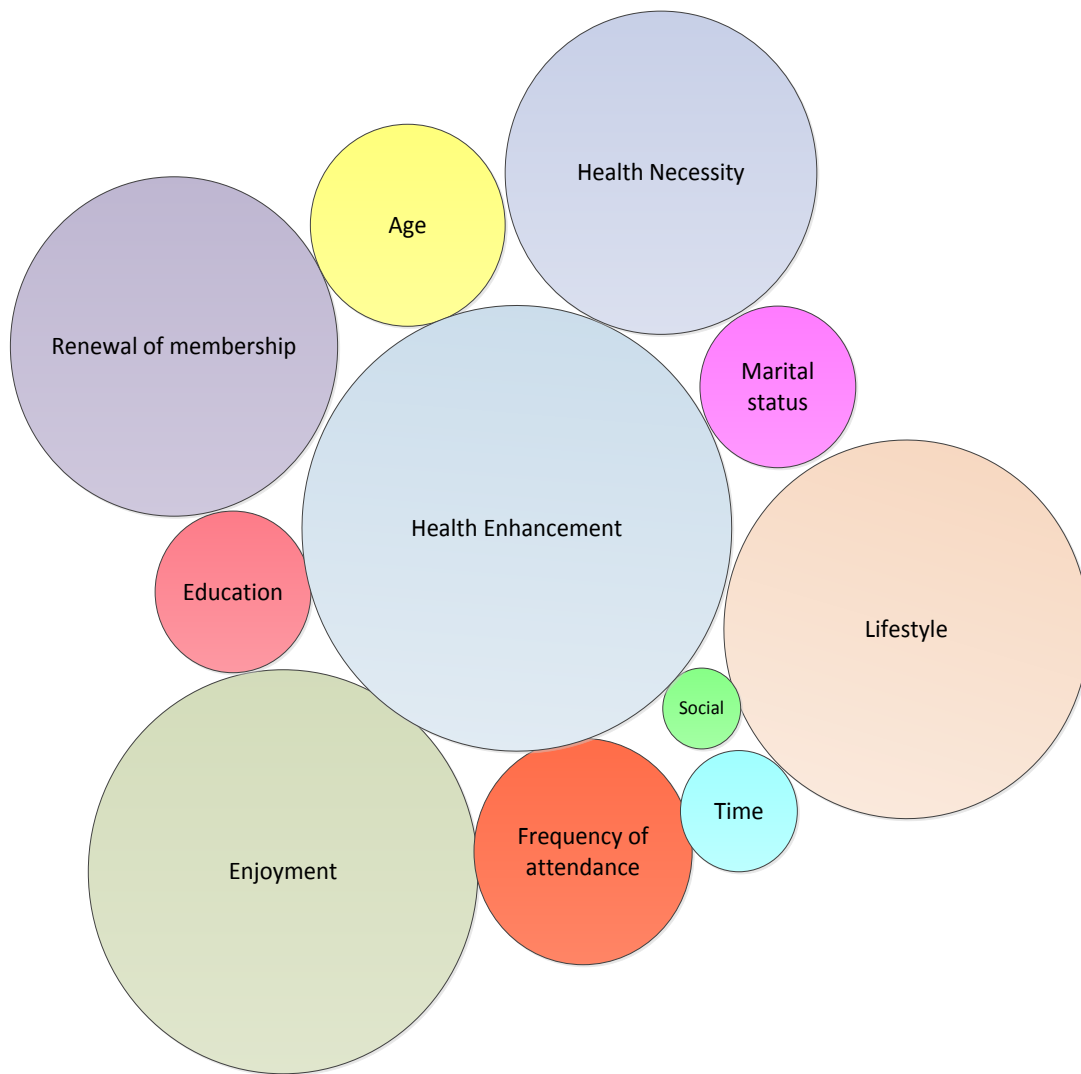 Health Necessity
Age
Renewal of membership
Marital
status
Health Enhancement
Education
Lifestyle
Social
Time
Frequency of
attendance
Enjoyment